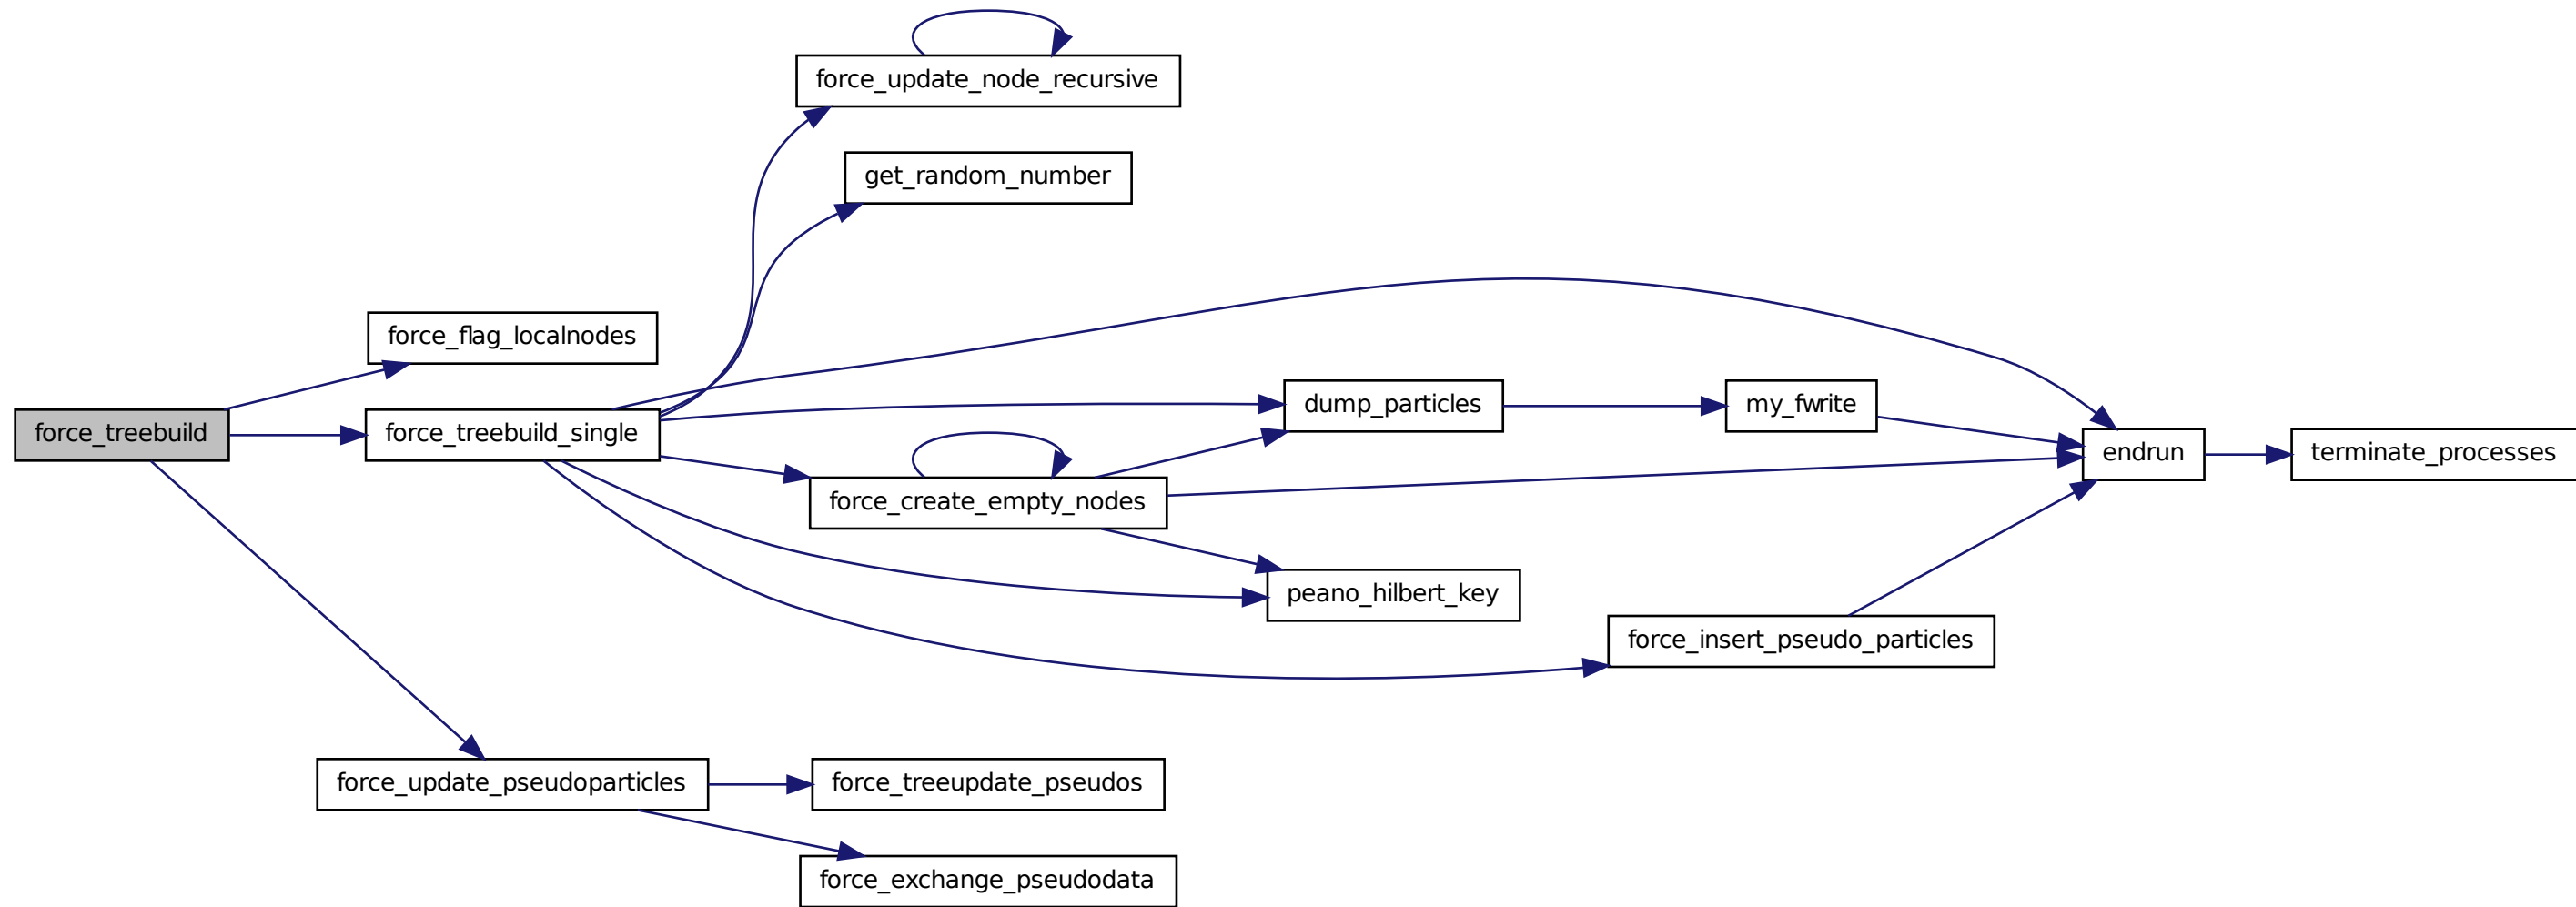 force_update_node_recursive
get_random_number
force_flag_localnodes
force_treebuild
force_treebuild_single
dump_particles
my_fwrite
endrun
terminate_processes
force_create_empty_nodes
peano_hilbert_key
force_insert_pseudo_particles
force_update_pseudoparticles
force_treeupdate_pseudos
force_exchange_pseudodata